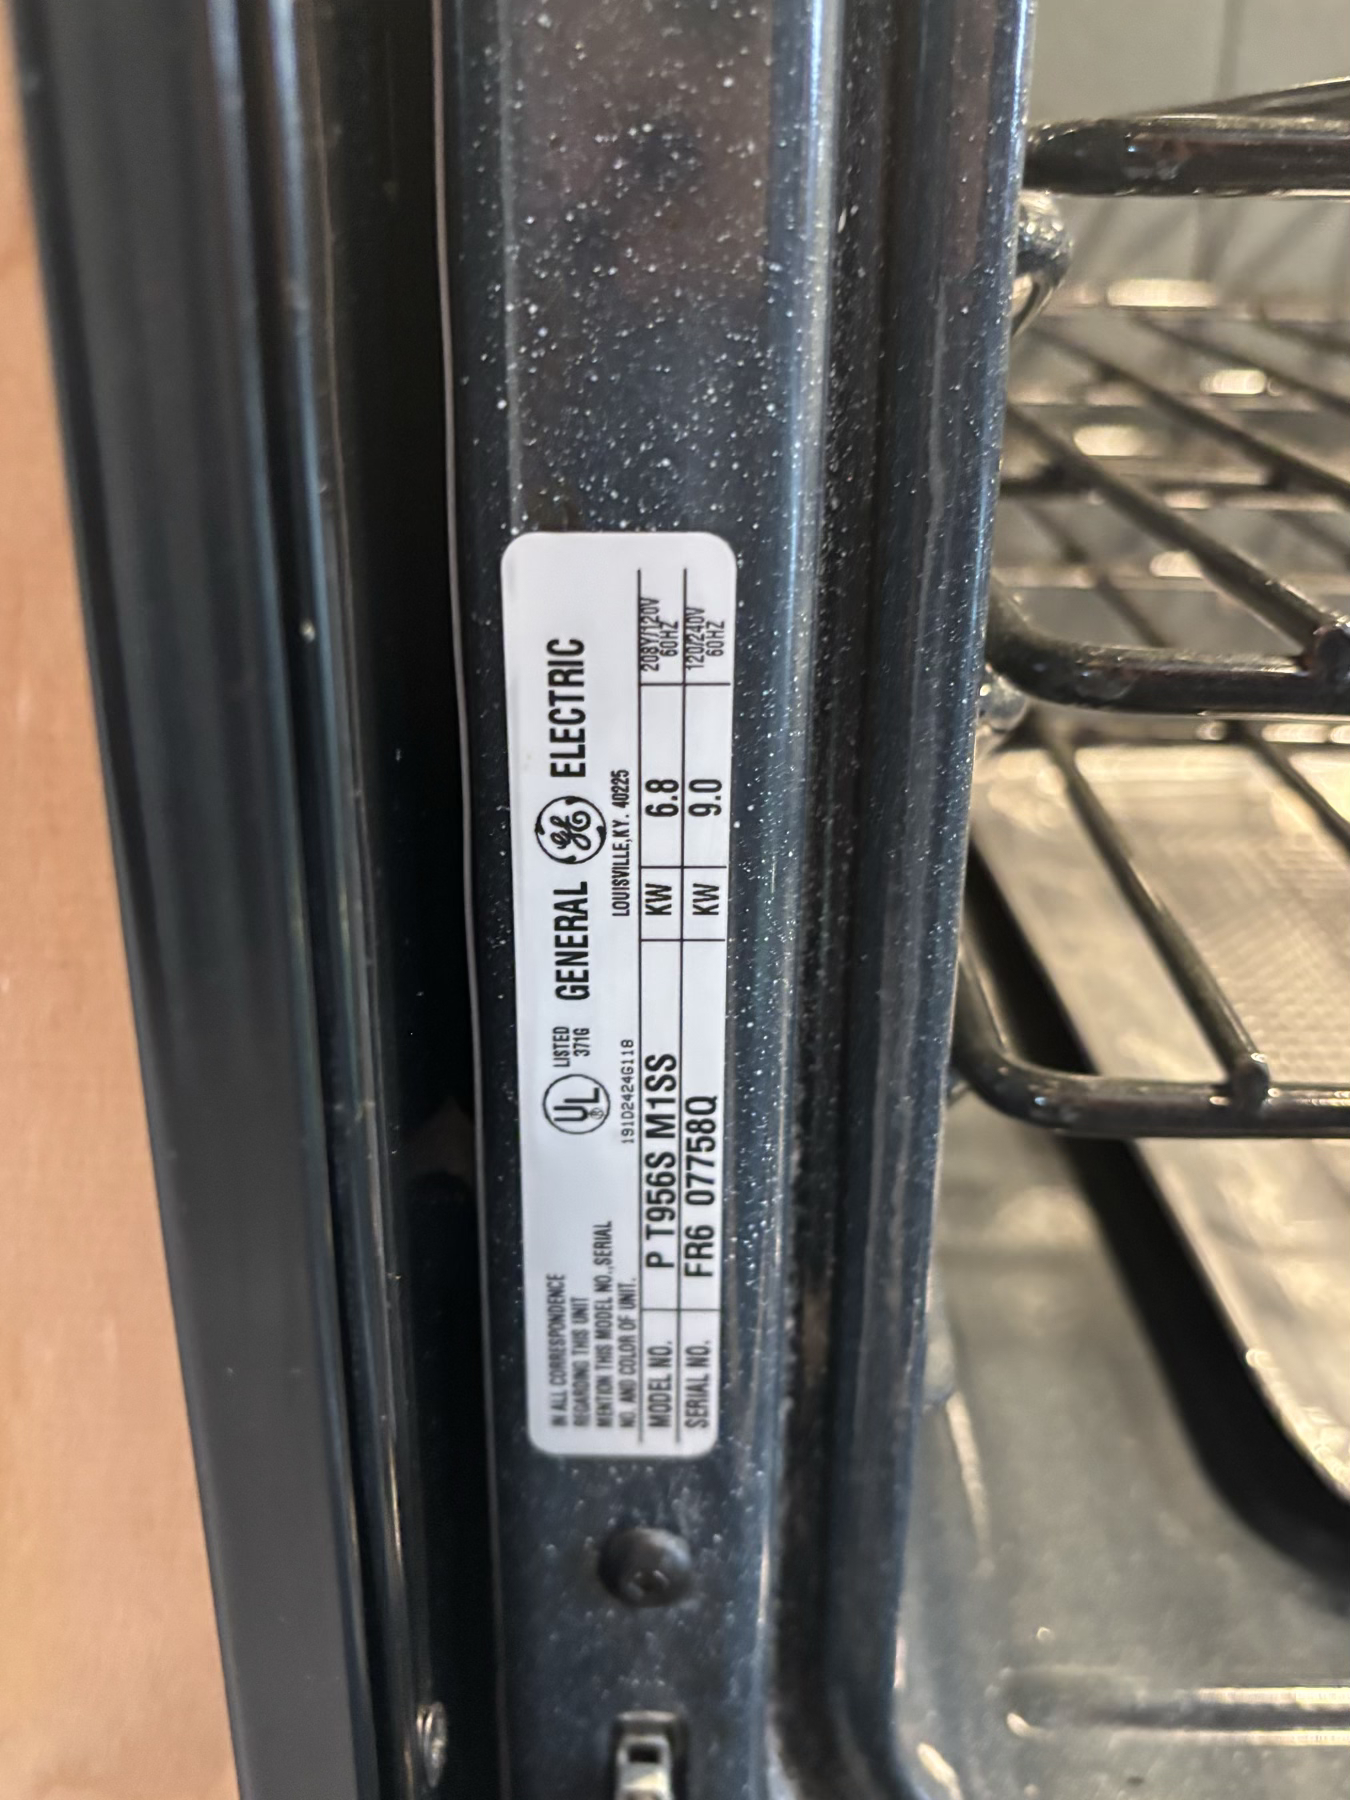 IN ALL CORRESPONDENCE
REGARDING THIS UNIT
MENTION THIS MODEL NO., SERIAL
NO. AND COLOR OF UNIT.
UL ®
LISTED
371G
191D2424G118
GENERAL GE ELECTRIC
LOUISVILLE,KY. 40225
MODEL NO. P T956S M1SS KW 6.8 208Y/120V 60HZ
SERIAL NO. FR6 07758Q KW 9.0 120/240V 60HZ